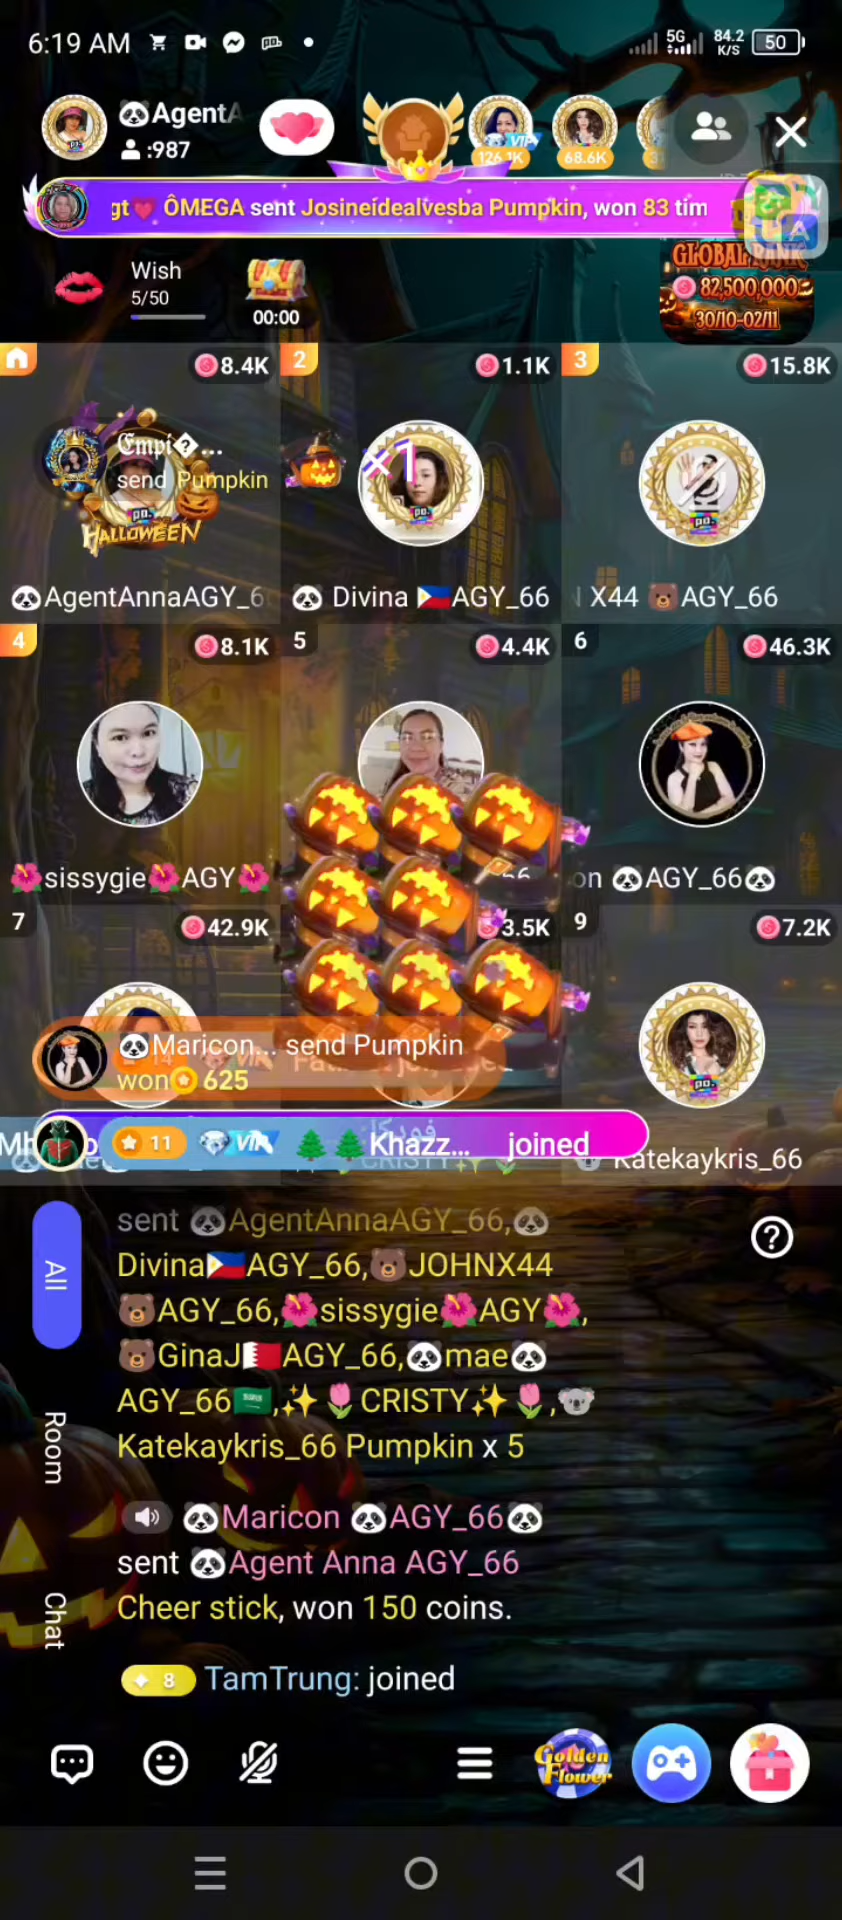 6:19 AM
5G
84.2
K/S
50
🐼AgentA
:987
126.1K
VIP
68.6K
gt💗 ÔMEGA sent Josineídealvesba Pumpkin, won 83 tim
GLOBAL RANK
82,500,000
30/10-02/11
Wish
5/50
00:00
8.4K
2
1.1K
3
15.8K
Empi�...
send Pumpkin
×1
HALLOWEEN
🐼AgentAnnaAGY_6
🐼 Divina 🇵🇭AGY_66
X44 🐻AGY_66
4
8.1K
5
4.4K
6
46.3K
🌺sissygie🌺AGY🌺
on 🐼AGY_66🐼
7
42.9K
3.5K
9
7.2K
🐼Maricon... send Pumpkin
won 625
11
VIP
🌲🌲Khazz... joined
Katekaykris_66
All
sent 🐼AgentAnnaAGY_66,🐼
Divina🇵🇭AGY_66,🐻JOHNX44
🐻AGY_66,🌺sissygie🌺AGY🌺,
🐻GinaJ🇧🇭AGY_66,🐼mae🐼
AGY_66🇸🇦,✨🌷CRISTY✨🌷,🐨
Katekaykris_66 Pumpkin x 5
Room
🐼Maricon 🐼AGY_66🐼
sent 🐼Agent Anna AGY_66
Cheer stick, won 150 coins.
Chat
8
TamTrung: joined
Golden
Flower